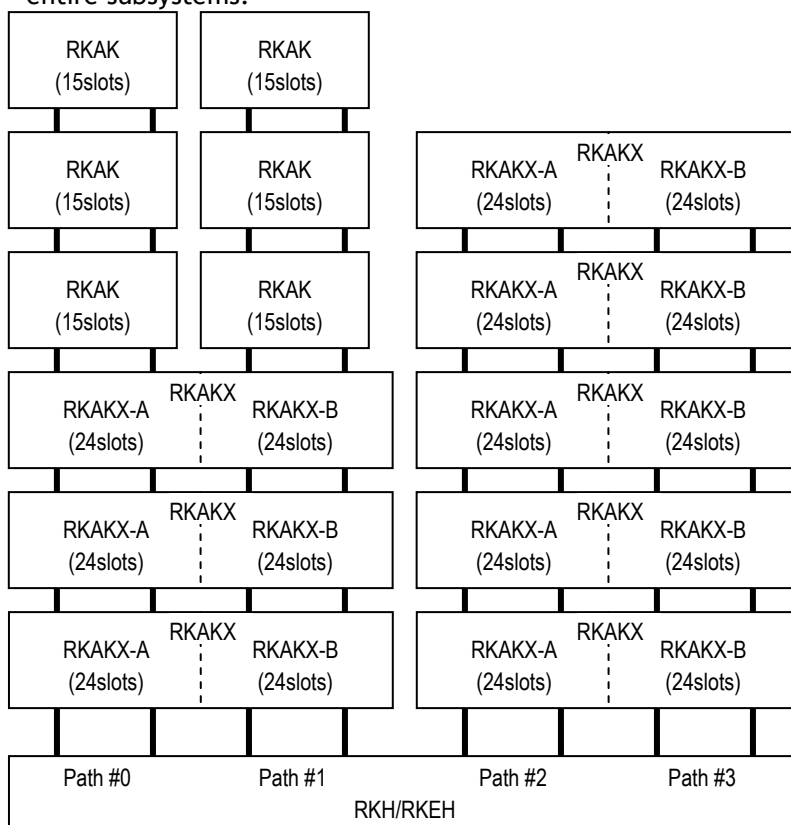 entire subsystems.
RKAK
(15slots)
RKAK
(15slots)
RKAK
(15slots)
RKAK
(15slots)
RKAKX
RKAKX-A
(24slots)
RKAKX-B
(24slots)
RKAK
(15slots)
RKAK
(15slots)
RKAKX
RKAKX-A
(24slots)
RKAKX-B
(24slots)
RKAKX
RKAKX-A
(24slots)
RKAKX-B
(24slots)
RKAKX
RKAKX-A
(24slots)
RKAKX-B
(24slots)
RKAKX
RKAKX-A
(24slots)
RKAKX-B
(24slots)
RKAKX
RKAKX-A
(24slots)
RKAKX-B
(24slots)
RKAKX
RKAKX-A
(24slots)
RKAKX-B
(24slots)
RKAKX
RKAKX-A
(24slots)
RKAKX-B
(24slots)
Path #0
Path #1
Path #2
Path #3
RKH/RKEH